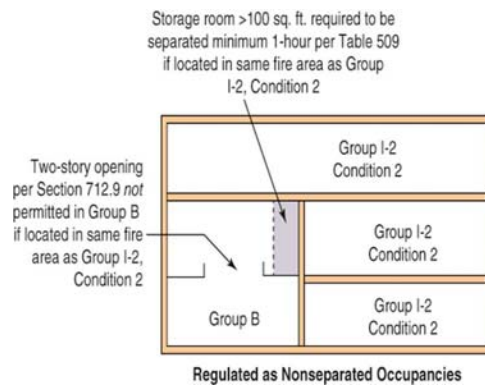 Storage room >100 sq. ft. required to be
separated minimum 1-hour per Table 509
if located in same fire area as Group
I-2, Condition 2
Group I-2
Condition 2
Two-story opening
per Section 712.9 not
permitted in Group B
if located in same fire
area as Group I-2,
Condition 2
Group I-2
Condition 2
Group B
Group I-2
Condition 2
Regulated as Nonseparated Occupancies